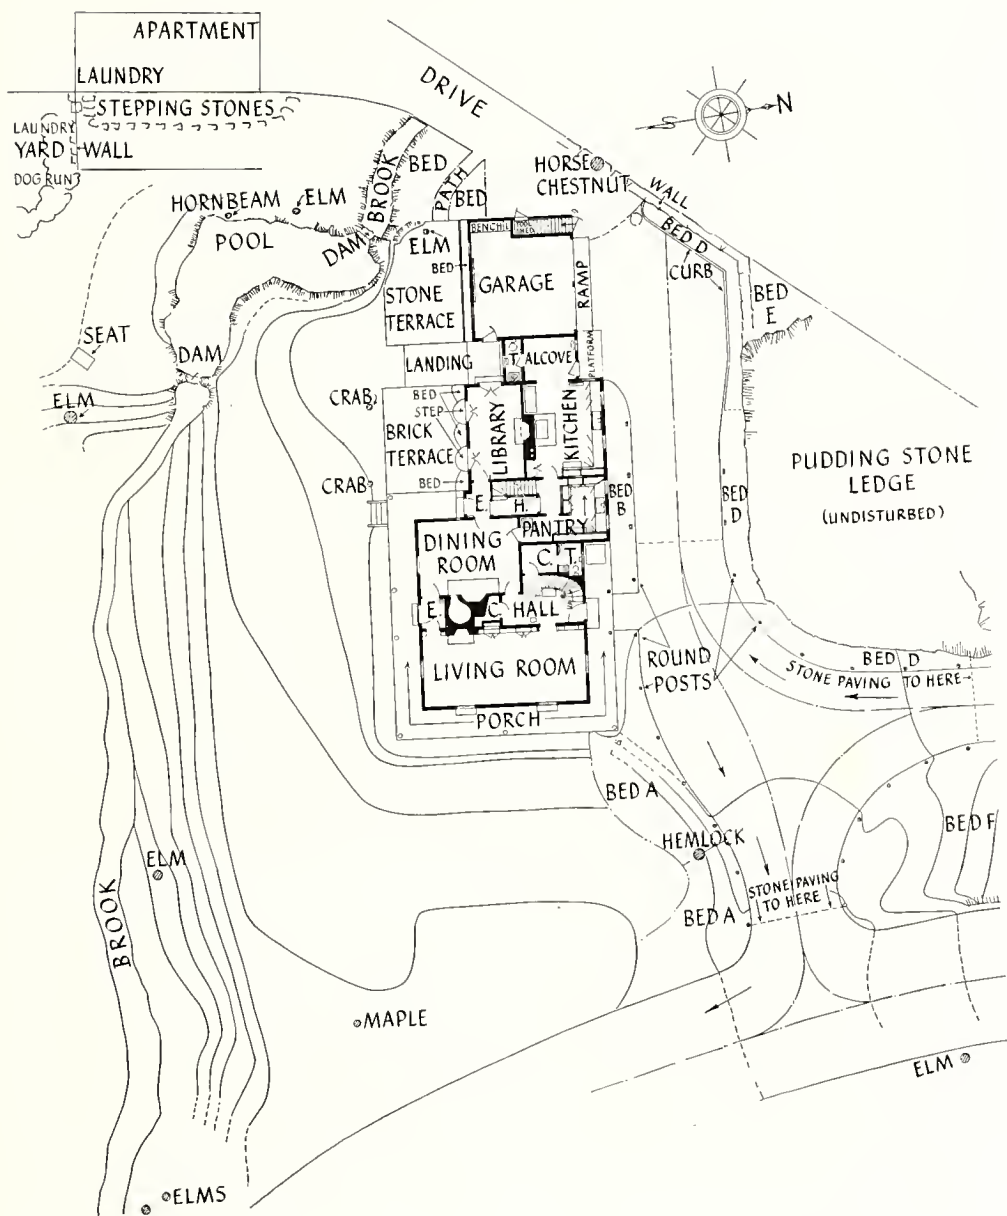 APARTMENT
LAUNDRY
STEPPING STONES
LAUNDRY
YARD
WALL
DOG RUN
DRIVE
N
S
HORSE
CHESTNUT
WALL
BED D
CURB
BED
E
HORNBEAM
ELM
POOL
BROOK
BED
PATH
BED
DAM
ELM
BED
BENCH
TOOL
SHED
GARAGE
RAMP
STONE
TERRACE
SEAT
DAM
LANDING
T.
ALCOVE
PLATFORM
ELM
CRAB
BED
STEP
BRICK
TERRACE
LIBRARY
KITCHEN
CRAB
BED
E.
H.
PANTRY
BED
B
BED
D
PUDDING STONE
LEDGE
(UNDISTURBED)
DINING
ROOM
C.
T.
E.
C.
HALL
LIVING ROOM
PORCH
ROUND
POSTS
BED D
STONE PAVING TO HERE
BED A
HEMLOCK
BED F
STONE PAVING
TO HERE
BED A
ELM
BROOK
MAPLE
ELM
ELMS